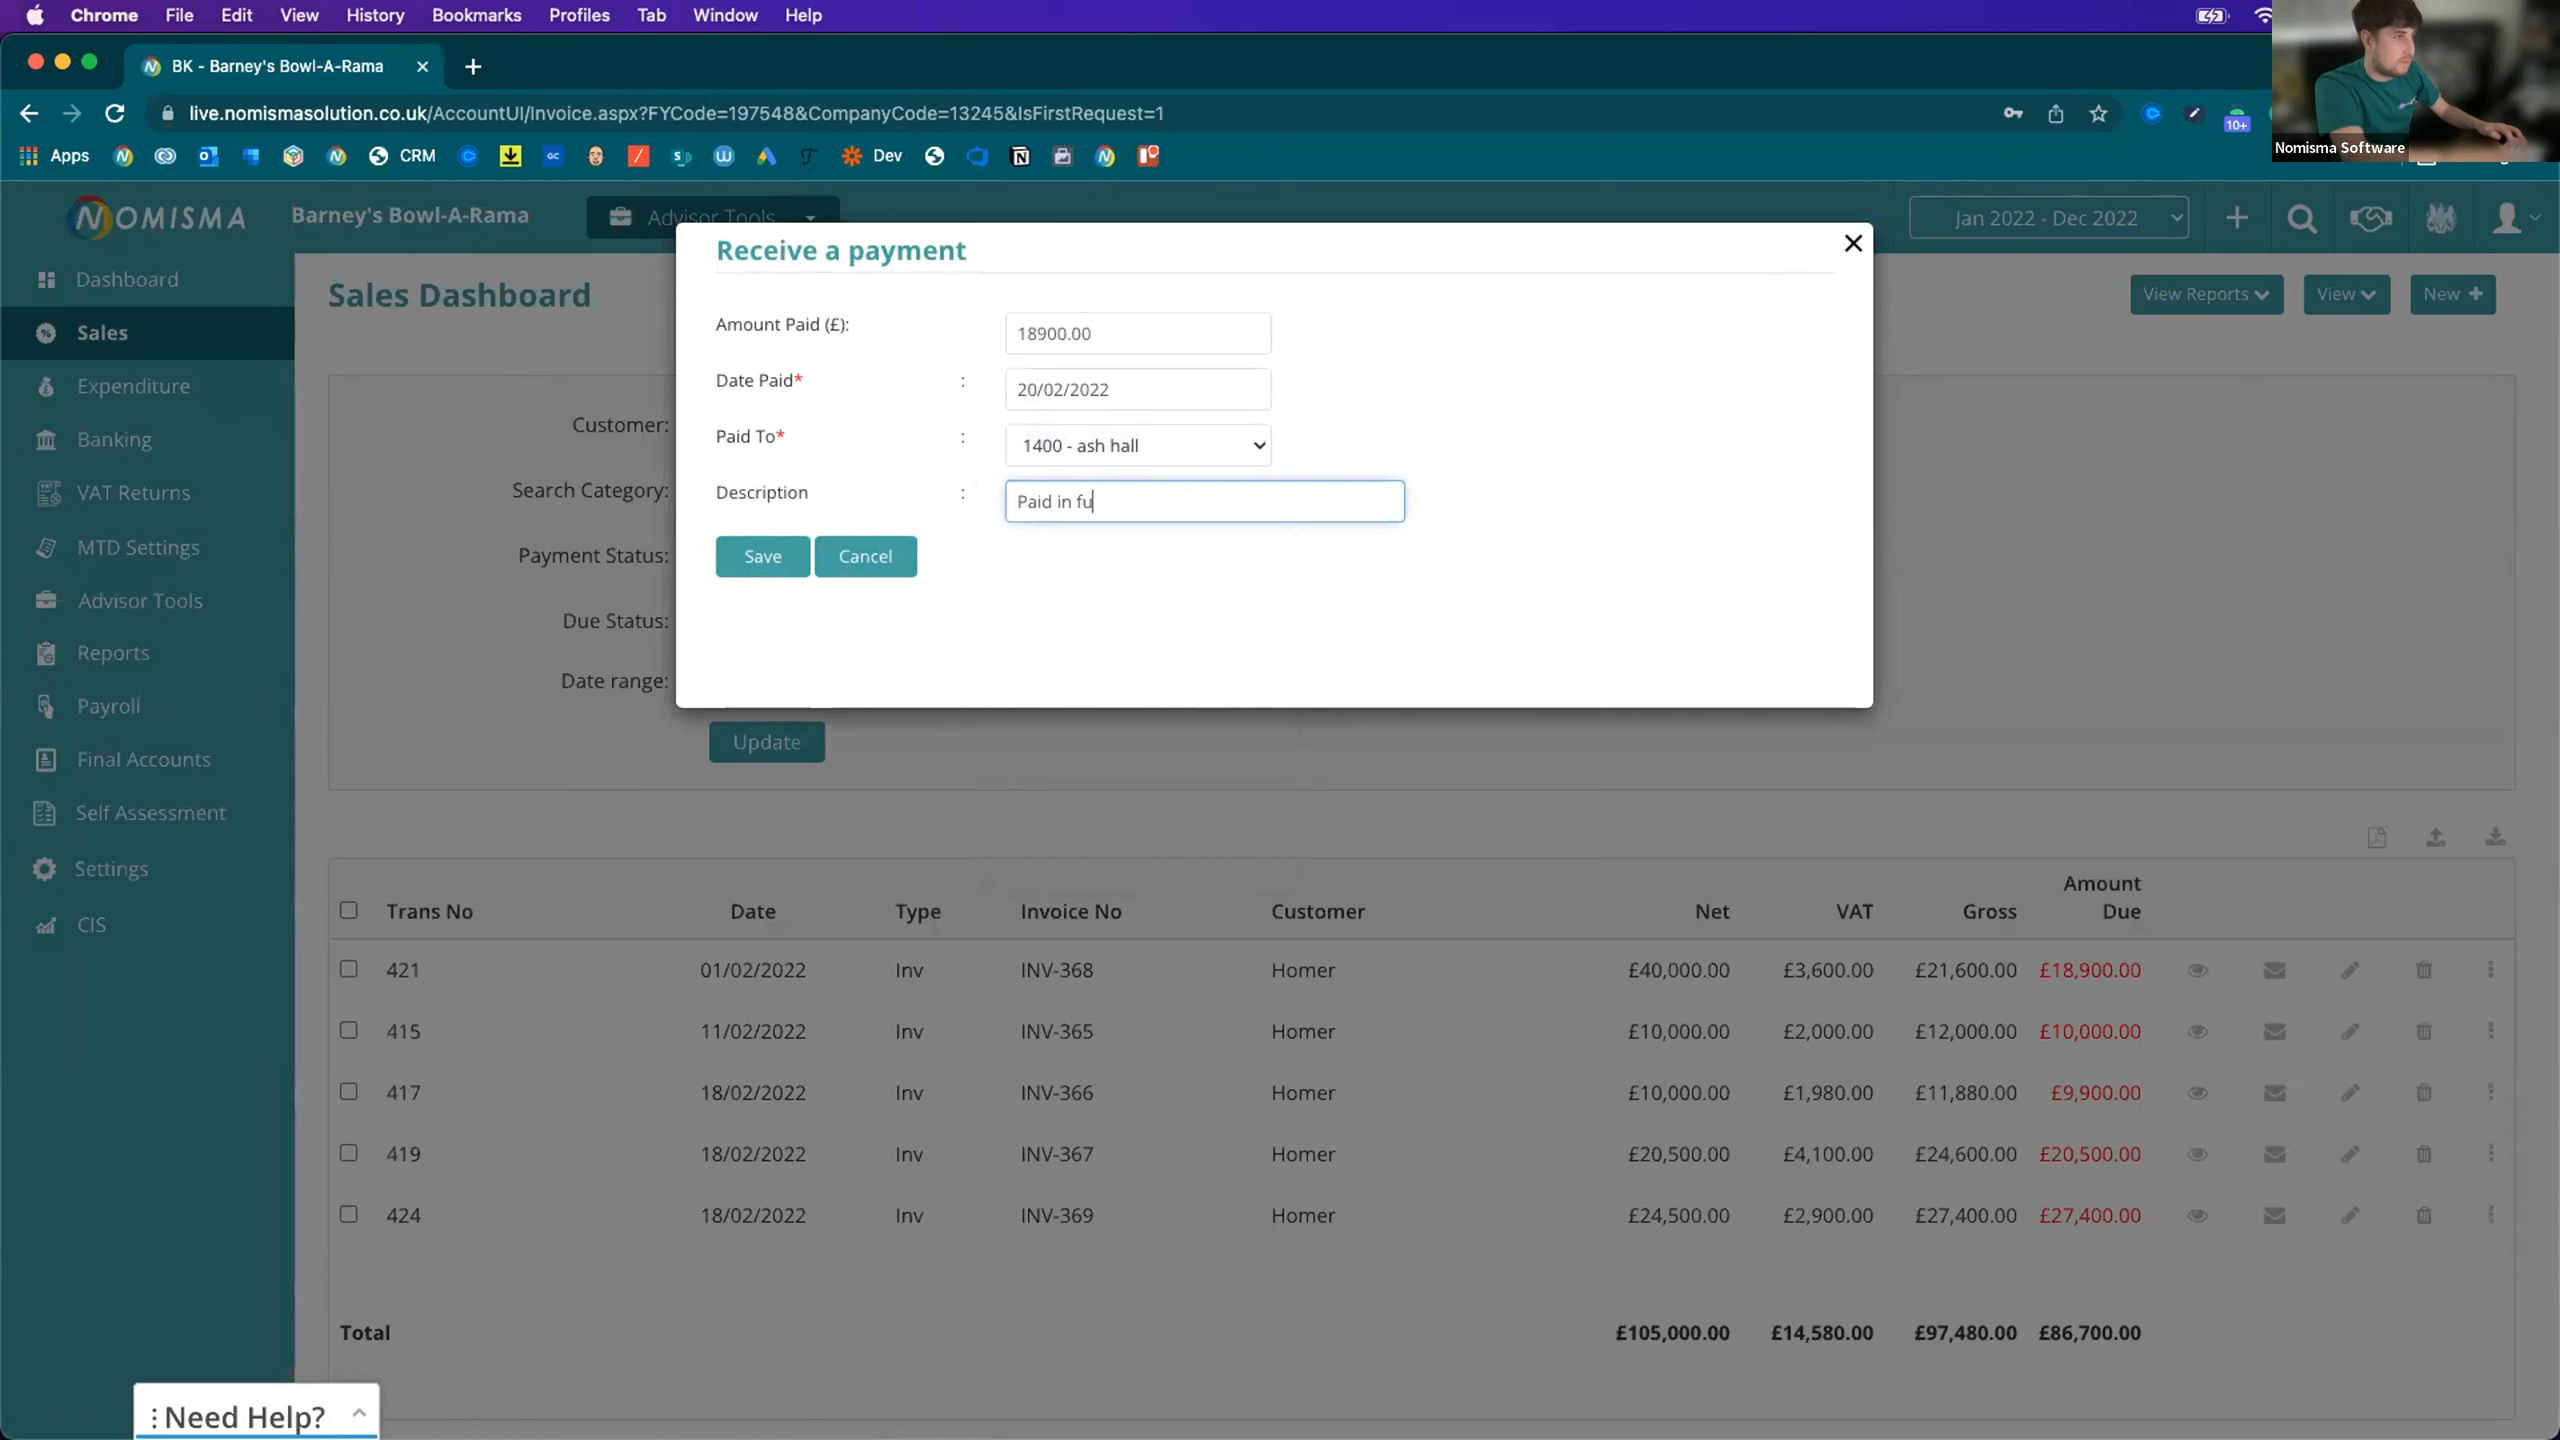 Chrome File Edit View History Bookmarks Profiles Tab Window Help
BK - Barney's Bowl-A-Rama
live.nomismasolution.co.uk/AccountUI/Invoice.aspx?FYCode=197548&CompanyCode=13245&IsFirstRequest=1
10+
Apps CRM Dev
Nomisma Software
NOMISMA Barney's Bowl-A-Rama Advisor Tools Jan 2022 - Dec 2022
Dashboard
Sales
Expenditure
Banking
VAT Returns
MTD Settings
Advisor Tools
Reports
Payroll
Final Accounts
Self Assessment
Settings
CIS
Sales Dashboard View Reports View New
Customer:
Search Category:
Payment Status:
Due Status:
Date range:
Update
Receive a payment
Amount Paid (£): 18900.00
Date Paid* : 20/02/2022
Paid To* : 1400 - ash hall
Description : Paid in fu
Save Cancel
Trans No Date Type Invoice No Customer Net VAT Gross Amount Due
421 01/02/2022 Inv INV-368 Homer £40,000.00 £3,600.00 £21,600.00 £18,900.00
415 11/02/2022 Inv INV-365 Homer £10,000.00 £2,000.00 £12,000.00 £10,000.00
417 18/02/2022 Inv INV-366 Homer £10,000.00 £1,980.00 £11,880.00 £9,900.00
419 18/02/2022 Inv INV-367 Homer £20,500.00 £4,100.00 £24,600.00 £20,500.00
424 18/02/2022 Inv INV-369 Homer £24,500.00 £2,900.00 £27,400.00 £27,400.00
Total £105,000.00 £14,580.00 £97,480.00 £86,700.00
Need Help?